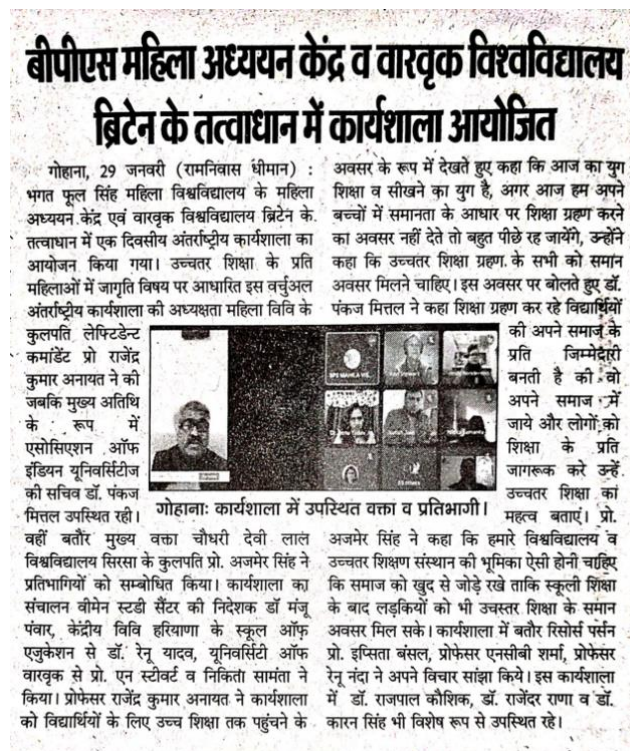 बीपीएस महिला अध्ययन केंद्र व वारवृक विश्वविद्यालय
ब्रिटेन के तत्वाधान में कार्यशाला आयोजित
गोहाना, 29 जनवरी (रामनिवास धीमान) :
भगत फूल सिंह महिला विश्वविद्यालय के महिला
अध्ययन केंद्र एवं वारवृक विश्वविद्यालय ब्रिटेन के
तत्वाधान में एक दिवसीय अंतर्राष्ट्रीय कार्यशाला का
आयोजन किया गया। उच्चतर शिक्षा के प्रति
महिलाओं में जागृति विषय पर आधारित इस वर्चुअल
अंतर्राष्ट्रीय कार्यशाला की अध्यक्षता महिला विवि के
कुलपति लेफ्टिडेन्ट
कमांडेंट प्रो राजेंद्र
कुमार अनायत ने की
जबकि मुख्य अतिथि
के रूप में
एसोसिएशन ऑफ
इंडियन यूनिवर्सिटीज
की सचिव डॉ. पंकज
मित्तल उपस्थित रही।
वहीं बतौर मुख्य वक्ता चौधरी देवी लाल
विश्वविद्यालय सिरसा के कुलपति प्रो. अजमेर सिंह ने
प्रतिभागियों को सम्बोधित किया। कार्यशाला का
संचालन वीमेन स्टडी सैंटर की निदेशक डॉ मंजू
पंवार, केंद्रीय विवि हरियाणा के स्कूल ऑफ
एजुकेशन से डॉ. रेनू यादव, यूनिवर्सिटी ऑफ
वारवृक से प्रो. एन स्टीवर्ट व निकिता सामंता ने
किया। प्रोफेसर राजेंद्र कुमार अनायत ने कार्यशाला
को विद्यार्थियों के लिए उच्च शिक्षा तक पहुंचने के
अवसर के रूप में देखते हुए कहा कि आज का युग
शिक्षा व सीखने का युग है, अगर आज हम अपने
बच्चों में समानता के आधार पर शिक्षा ग्रहण करने
का अवसर नहीं देते तो बहुत पीछे रह जायेंगे, उन्होंने
कहा कि उच्चतर शिक्षा ग्रहण के सभी को समान
अवसर मिलने चाहिए। इस अवसर पर बोलते हुए डॉ.
पंकज मित्तल ने कहा शिक्षा ग्रहण कर रहे विद्यार्थियों
की अपने समाज के
प्रति जिम्मेदारी
बनती है की वो
अपने समाज में
जाये और लोगों को
शिक्षा के प्रति
जागरूक करे उन्हें
उच्चतर शिक्षा का
महत्व बताएं। प्रो.
अजमेर सिंह ने कहा कि हमारे विश्वविद्यालय व
उच्चतर शिक्षण संस्थान की भूमिका ऐसी होनी चाहिए
कि समाज को खुद से जोड़े रखे ताकि स्कूली शिक्षा
के बाद लड़कियों को भी उचस्तर शिक्षा के समान
अवसर मिल सके। कार्यशाला में बतौर रिसोर्स पर्सन
प्रो. इप्सिता बंसल, प्रोफेसर एनसीबी शर्मा, प्रोफेसर
रेनू नंदा ने अपने विचार सांझा किये। इस कार्यशाला
में डॉ. राजपाल कौशिक, डॉ. राजेंदर राणा व डॉ.
कारन सिंह भी विशेष रूप से उपस्थित रहे।
गोहानाः कार्यशाला में उपस्थित वक्ता व प्रतिभागी।